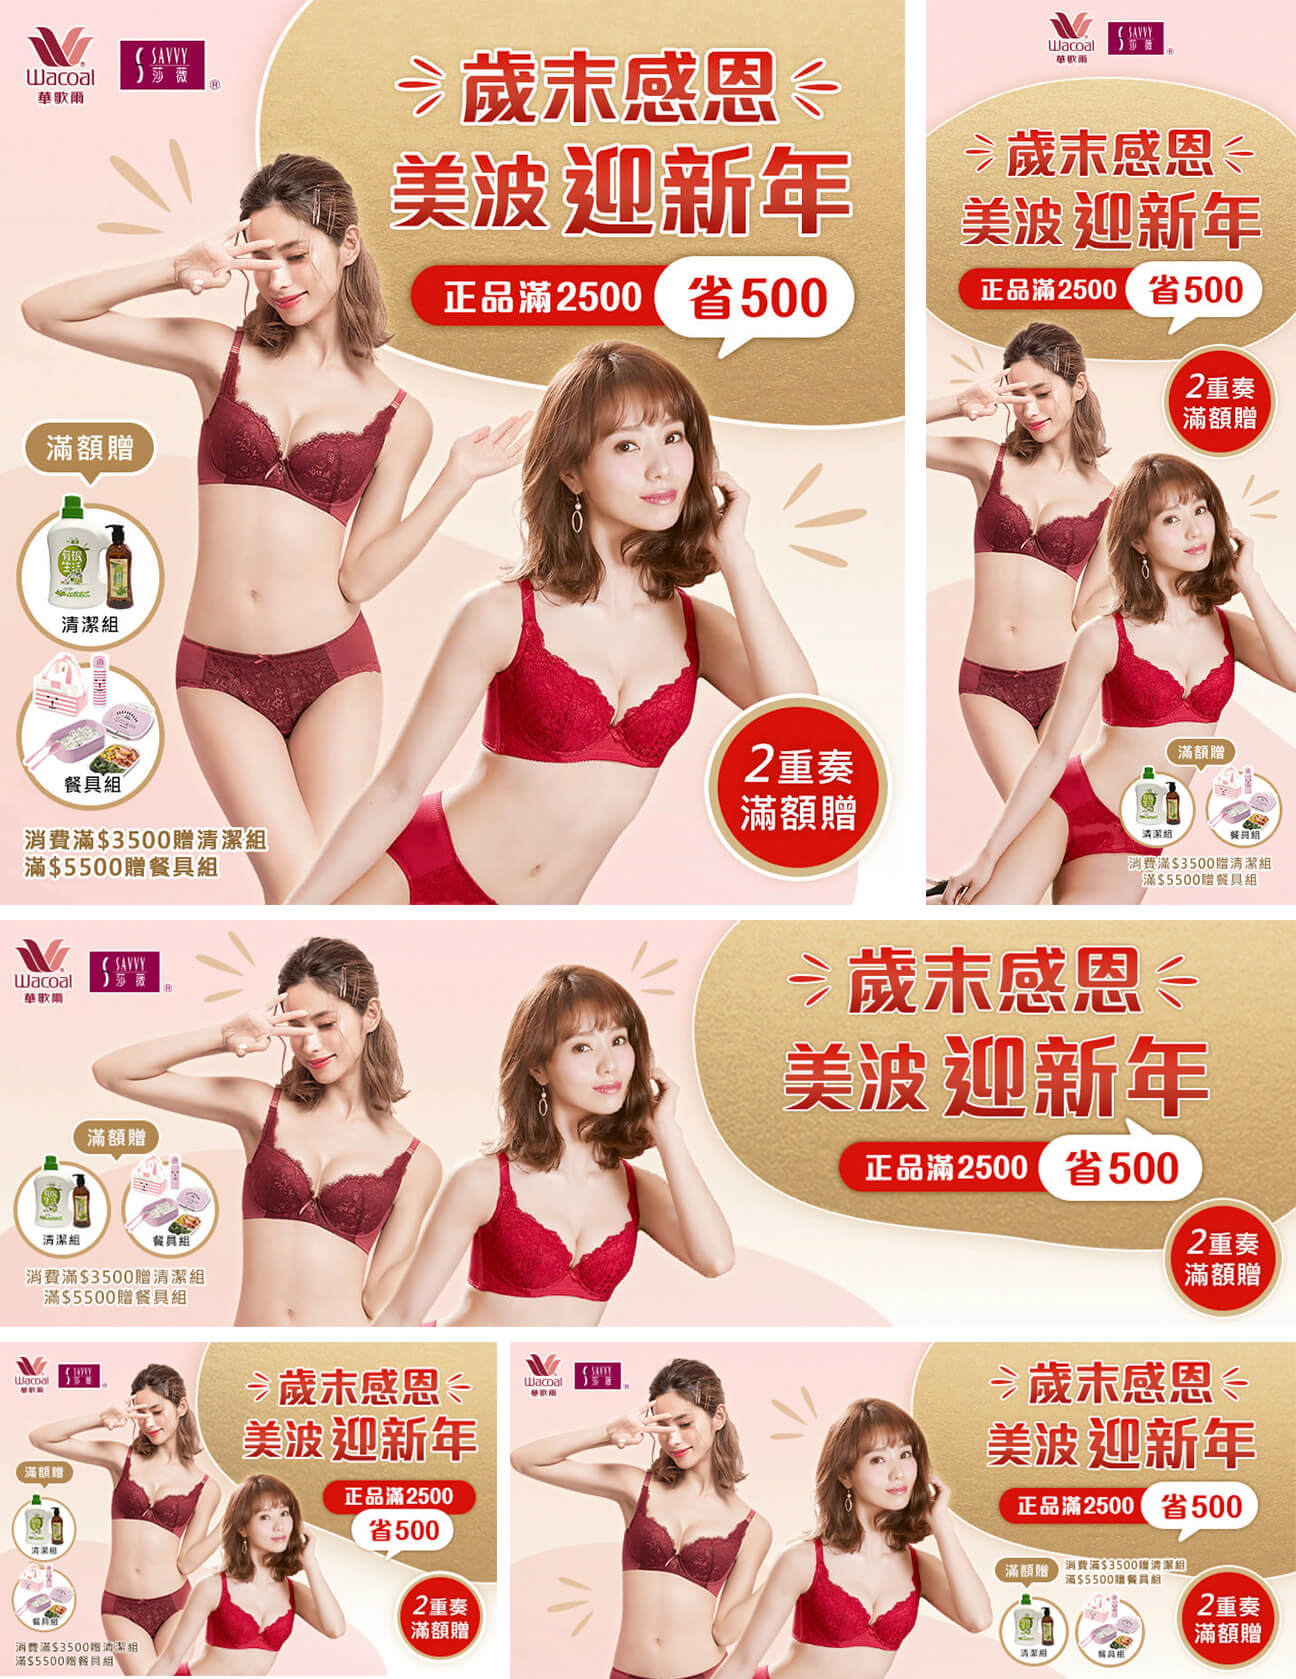 Wacoal
華歌爾
SAVVY
莎薇
®
歲末感恩
美波 迎新年
正品滿2500 省500
滿額贈
有搬
生活
清潔組
餐具組
2重奏
滿額贈
消費滿$3500贈清潔組
滿$5500贈餐具組
Wacoal
華歌爾
SAVVY
莎薇
®
歲末感恩
美波 迎新年
正品滿2500 省500
2重奏
滿額贈
滿額贈
清潔組 餐具組
消費滿$3500贈清潔組
滿$5500贈餐具組
Wacoal
華歌爾
SAVVY
莎薇
®
歲末感恩
美波 迎新年
正品滿2500 省500
滿額贈
清潔組 餐具組
消費滿$3500贈清潔組
滿$5500贈餐具組
2重奏
滿額贈
Wacoal
華歌爾
SAVVY
莎薇
歲末感恩
美波 迎新年
正品滿2500
省500
滿額贈
清潔組
餐具組
2重奏
滿額贈
消費滿$3500贈清潔組
滿$5500贈餐具組
Wacoal
華歌爾
SAVVY
莎薇
歲末感恩
美波 迎新年
正品滿2500 省500
滿額贈
消費滿$3500贈清潔組
滿$5500贈餐具組
清潔組 餐具組
2重奏
滿額贈